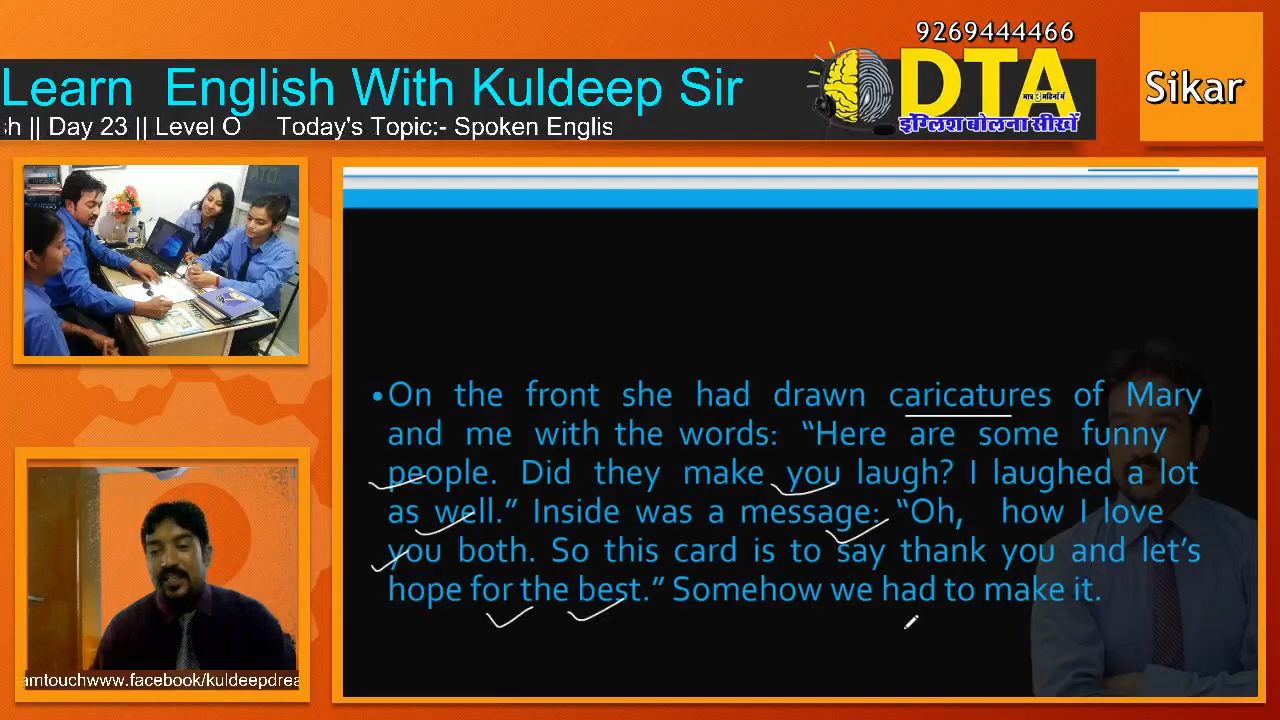 9269444466
Learn English With Kuldeep Sir
DTA
Sikar
sh || Day 23 || Level O Today's Topic:- Spoken Englis
इंग्लिश बोलना सीखें
•On the front she had drawn caricatures of Mary
and me with the words: “Here are some funny
people. Did they make you laugh? I laughed a lot
as well.” Inside was a message: “Oh, how I love
you both. So this card is to say thank you and let’s
hope for the best.” Somehow we had to make it.
amtouchwww.facebook/kuldeepdrea